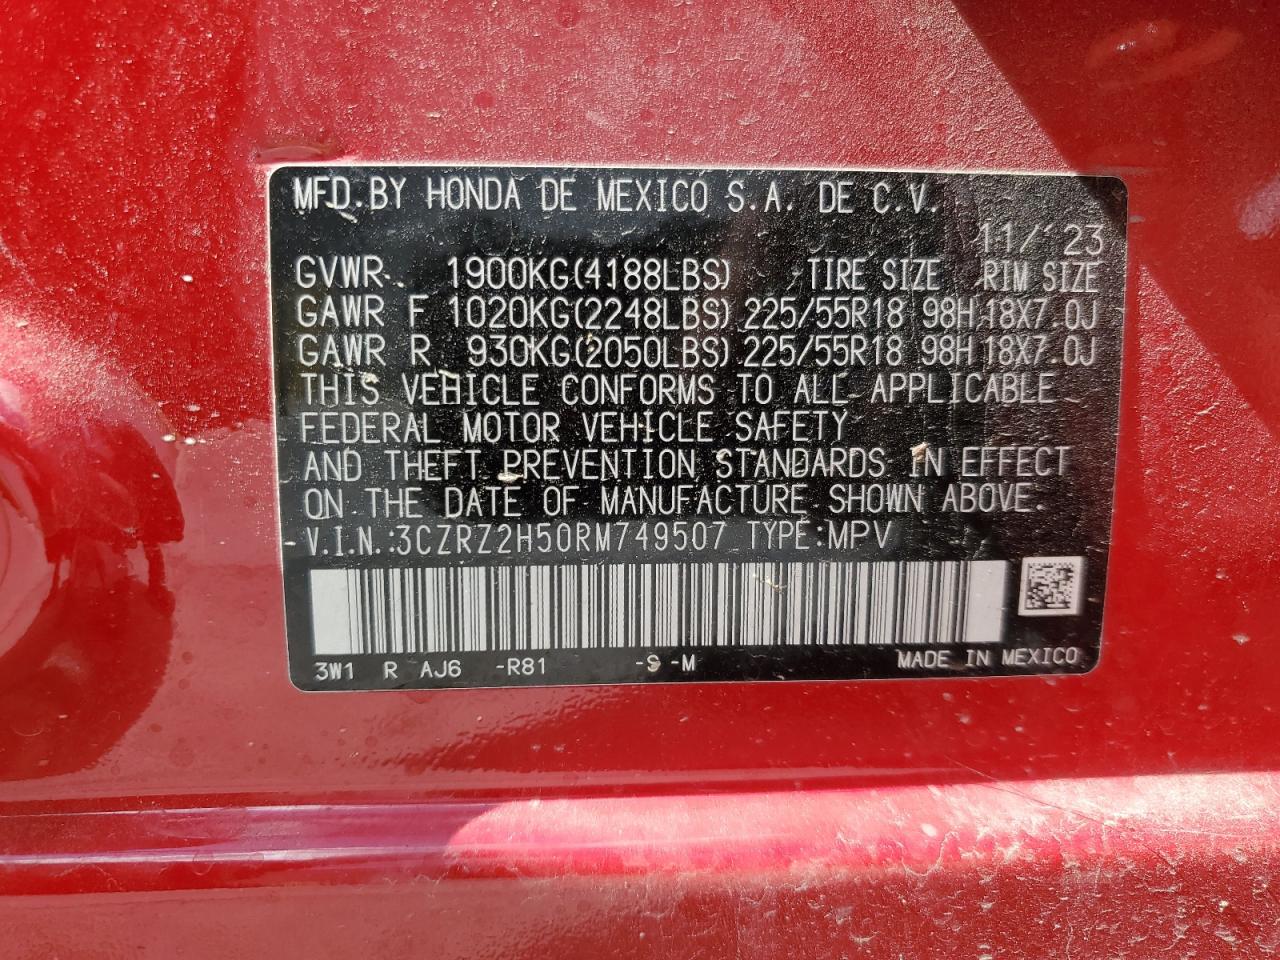 MFD.BY HONDA DE MEXICO S.A. DE C.V.
11/ 23
GVWR 1900KG(4188LBS) TIRE SIZE RIM SIZE
GAWR F 1020KG(2248LBS) 225/55R18 98H 18X7.0J
GAWR R 930KG(2050LBS) 225/55R18 98H 18X7.0J
THIS VEHICLE CONFORMS TO ALL APPLICABLE
FEDERAL MOTOR VEHICLE SAFETY
AND THEFT PREVENTION STANDARDS IN EFFECT
ON THE DATE OF MANUFACTURE SHOWN ABOVE.
V.I.N.:3CZRZ2H50RM749507 TYPE:MPV
3W1 R AJ6 -R81 -S -M MADE IN MEXICO